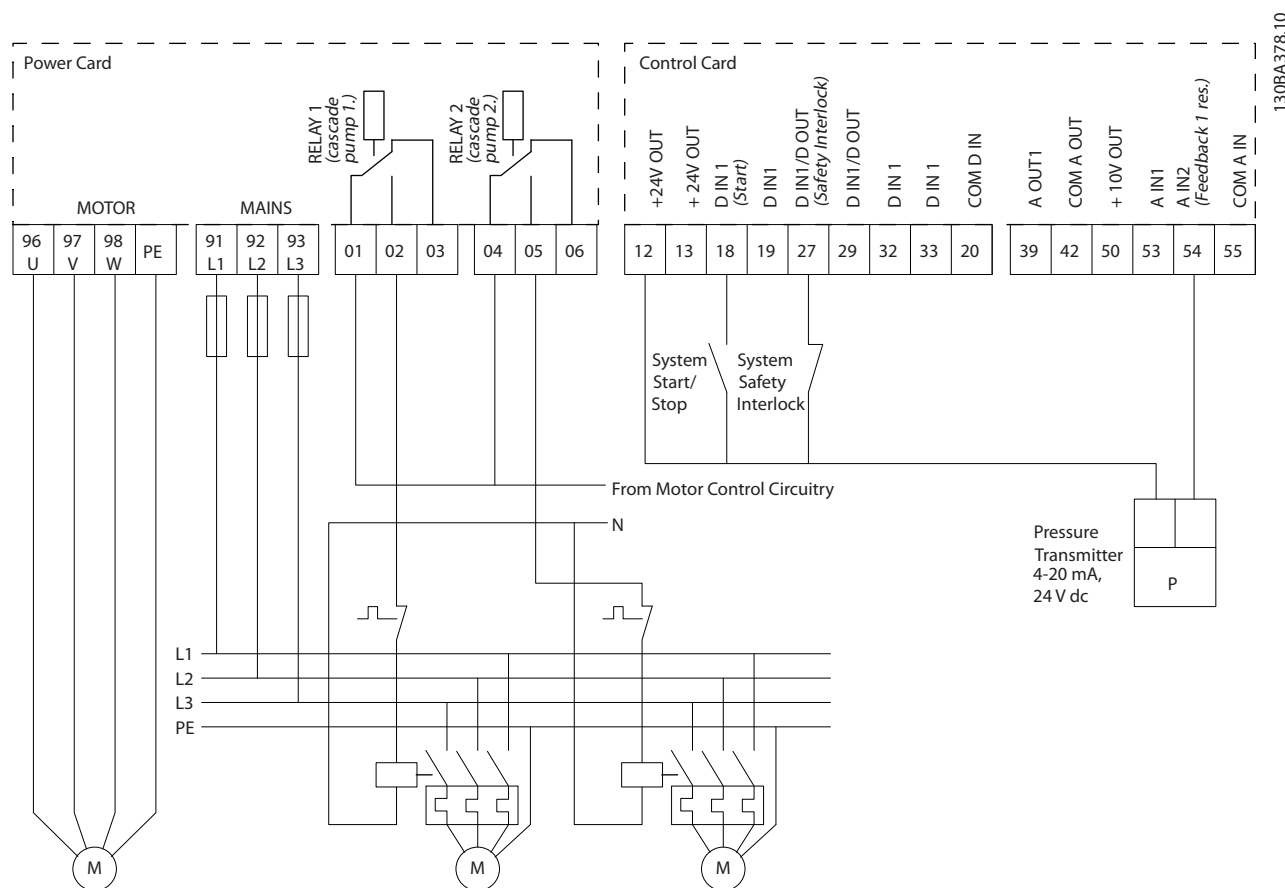 130BA378.10
Power Card
Control Card
RELAY 1
(cascade
pump 1.)
RELAY 2
(cascade
pump 2.)
+24V OUT
+ 24V OUT
D IN 1
(Start)
D IN1
D IN1/D OUT
(Safety Interlock)
D IN1/D OUT
D IN 1
D IN 1
COM D IN
A OUT1
COM A OUT
+ 10V OUT
A IN1
A IN2
(Feedback 1 res.)
COM A IN
MOTOR
MAINS
96 97 98 PE
U V W
91 92 93
L1 L2 L3
01 02 03
04 05 06
12 13 18 19 27 29 32 33 20
39 42 50 53 54 55
System
Start/
Stop
System
Safety
Interlock
From Motor Control Circuitry
N
Pressure
Transmitter
4-20 mA,
24 V dc
P
L1
L2
L3
PE
M
M
M